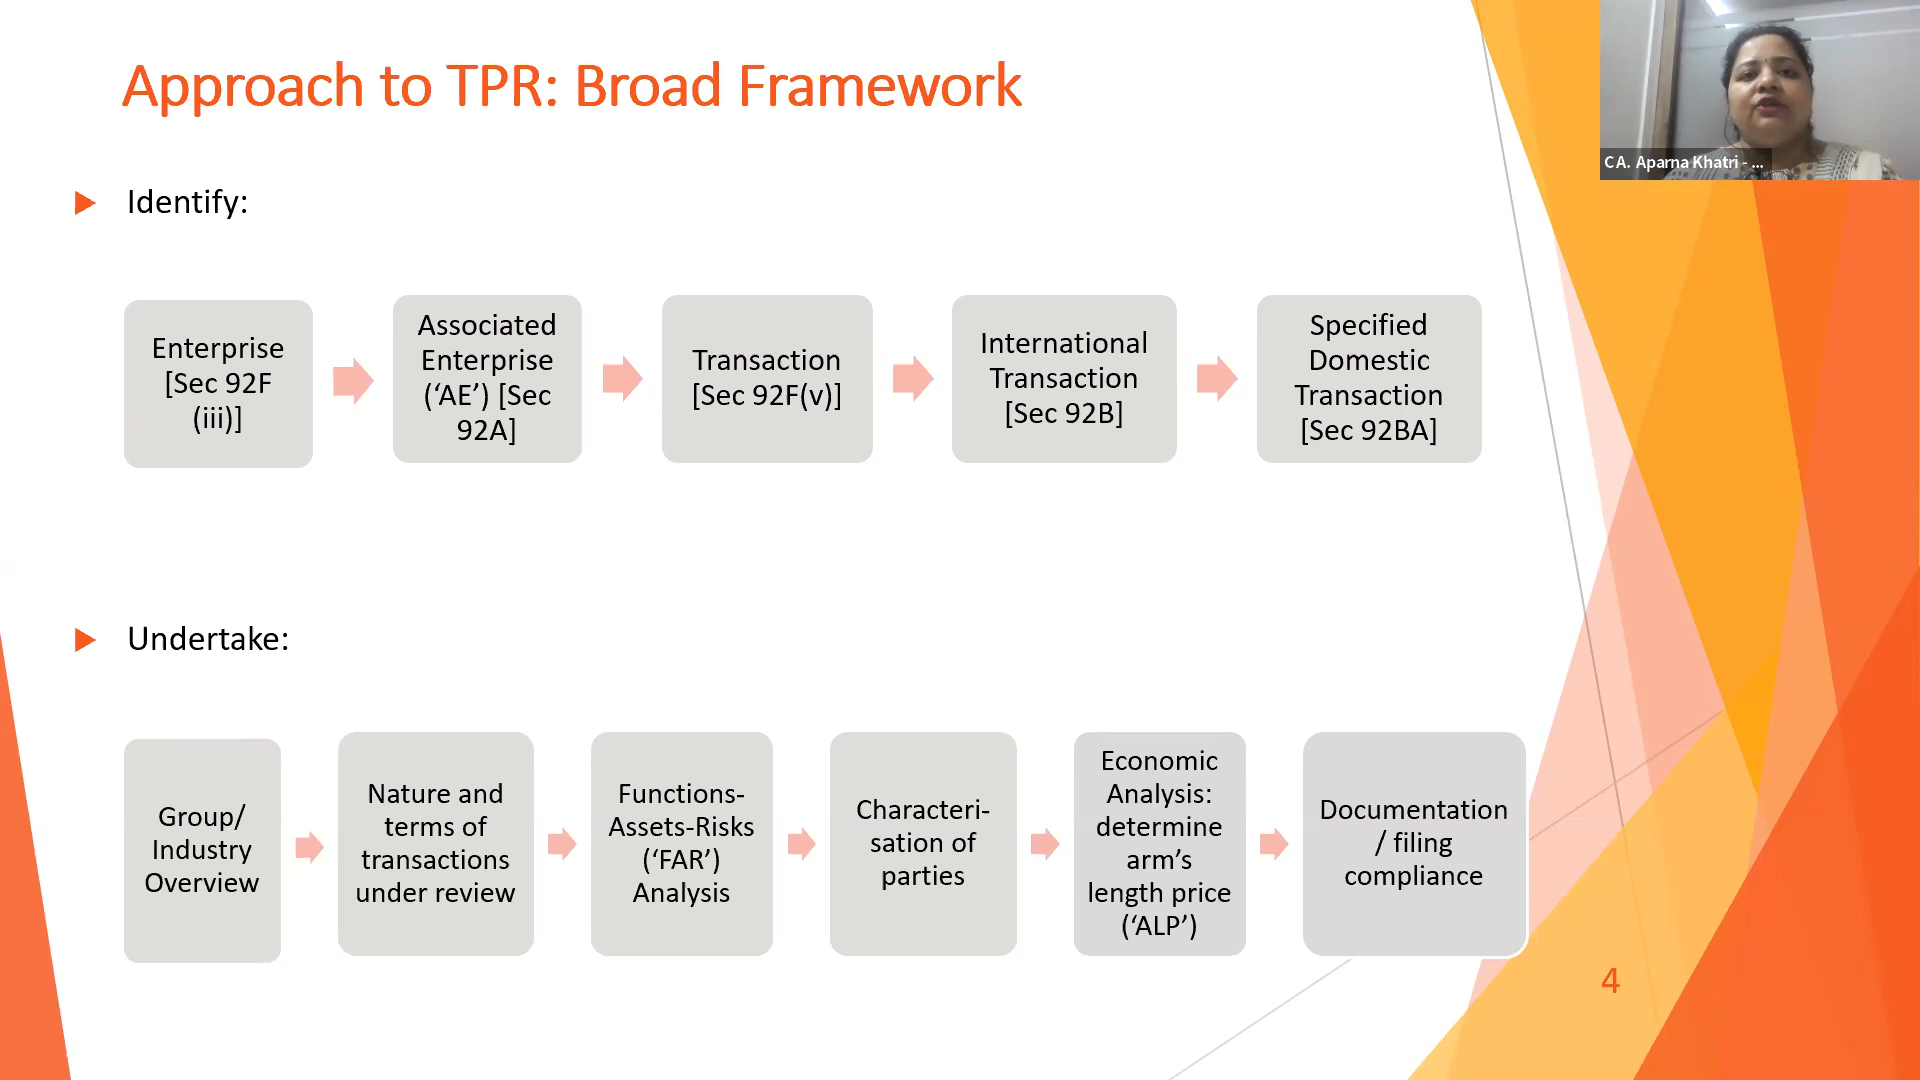 Approach to TPR: Broad Framework
CA. Aparna Khatri - ...
Identify:
Enterprise
[Sec 92F
(iii)]
Associated
Enterprise
(‘AE’) [Sec
92A]
Transaction
[Sec 92F(v)]
International
Transaction
[Sec 92B]
Specified
Domestic
Transaction
[Sec 92BA]
Undertake:
Group/
Industry
Overview
Nature and
terms of
transactions
under review
Functions-
Assets-Risks
(‘FAR’)
Analysis
Characteri-
sation of
parties
Economic
Analysis:
determine
arm’s
length price
(‘ALP’)
Documentation
/ filing
compliance
4